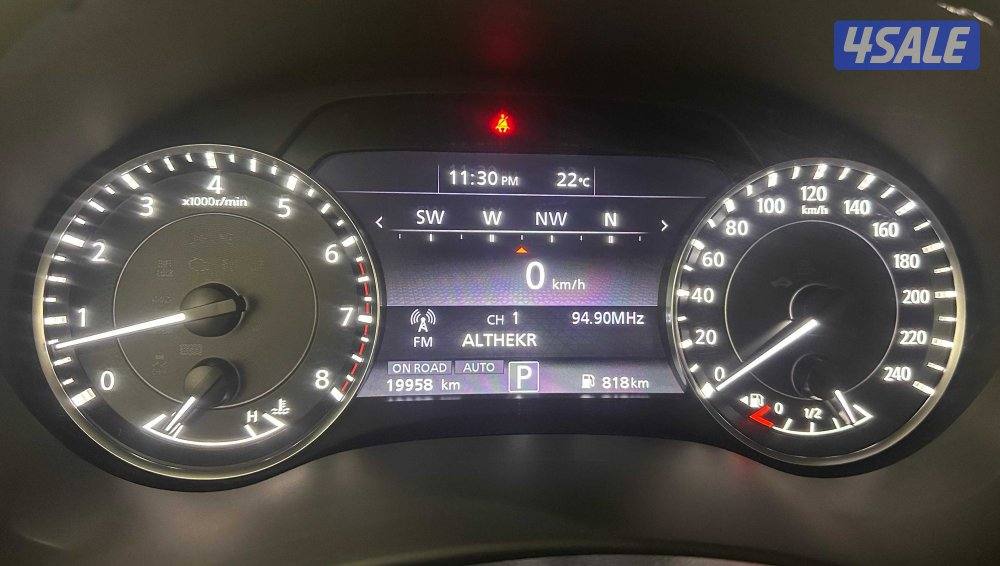 4SALE
11:30 PM 22°C
SW W NW N
0 km/h
FM CH 1 94.90MHz
ALTHEKR
ON ROAD AUTO
19958 km P 818km
x1000r/min
0 1 2 3 4 5 6 7 8
H
km/h
0 20 40 60 80 100 120 140 160 180 200 220 240
0 1/2